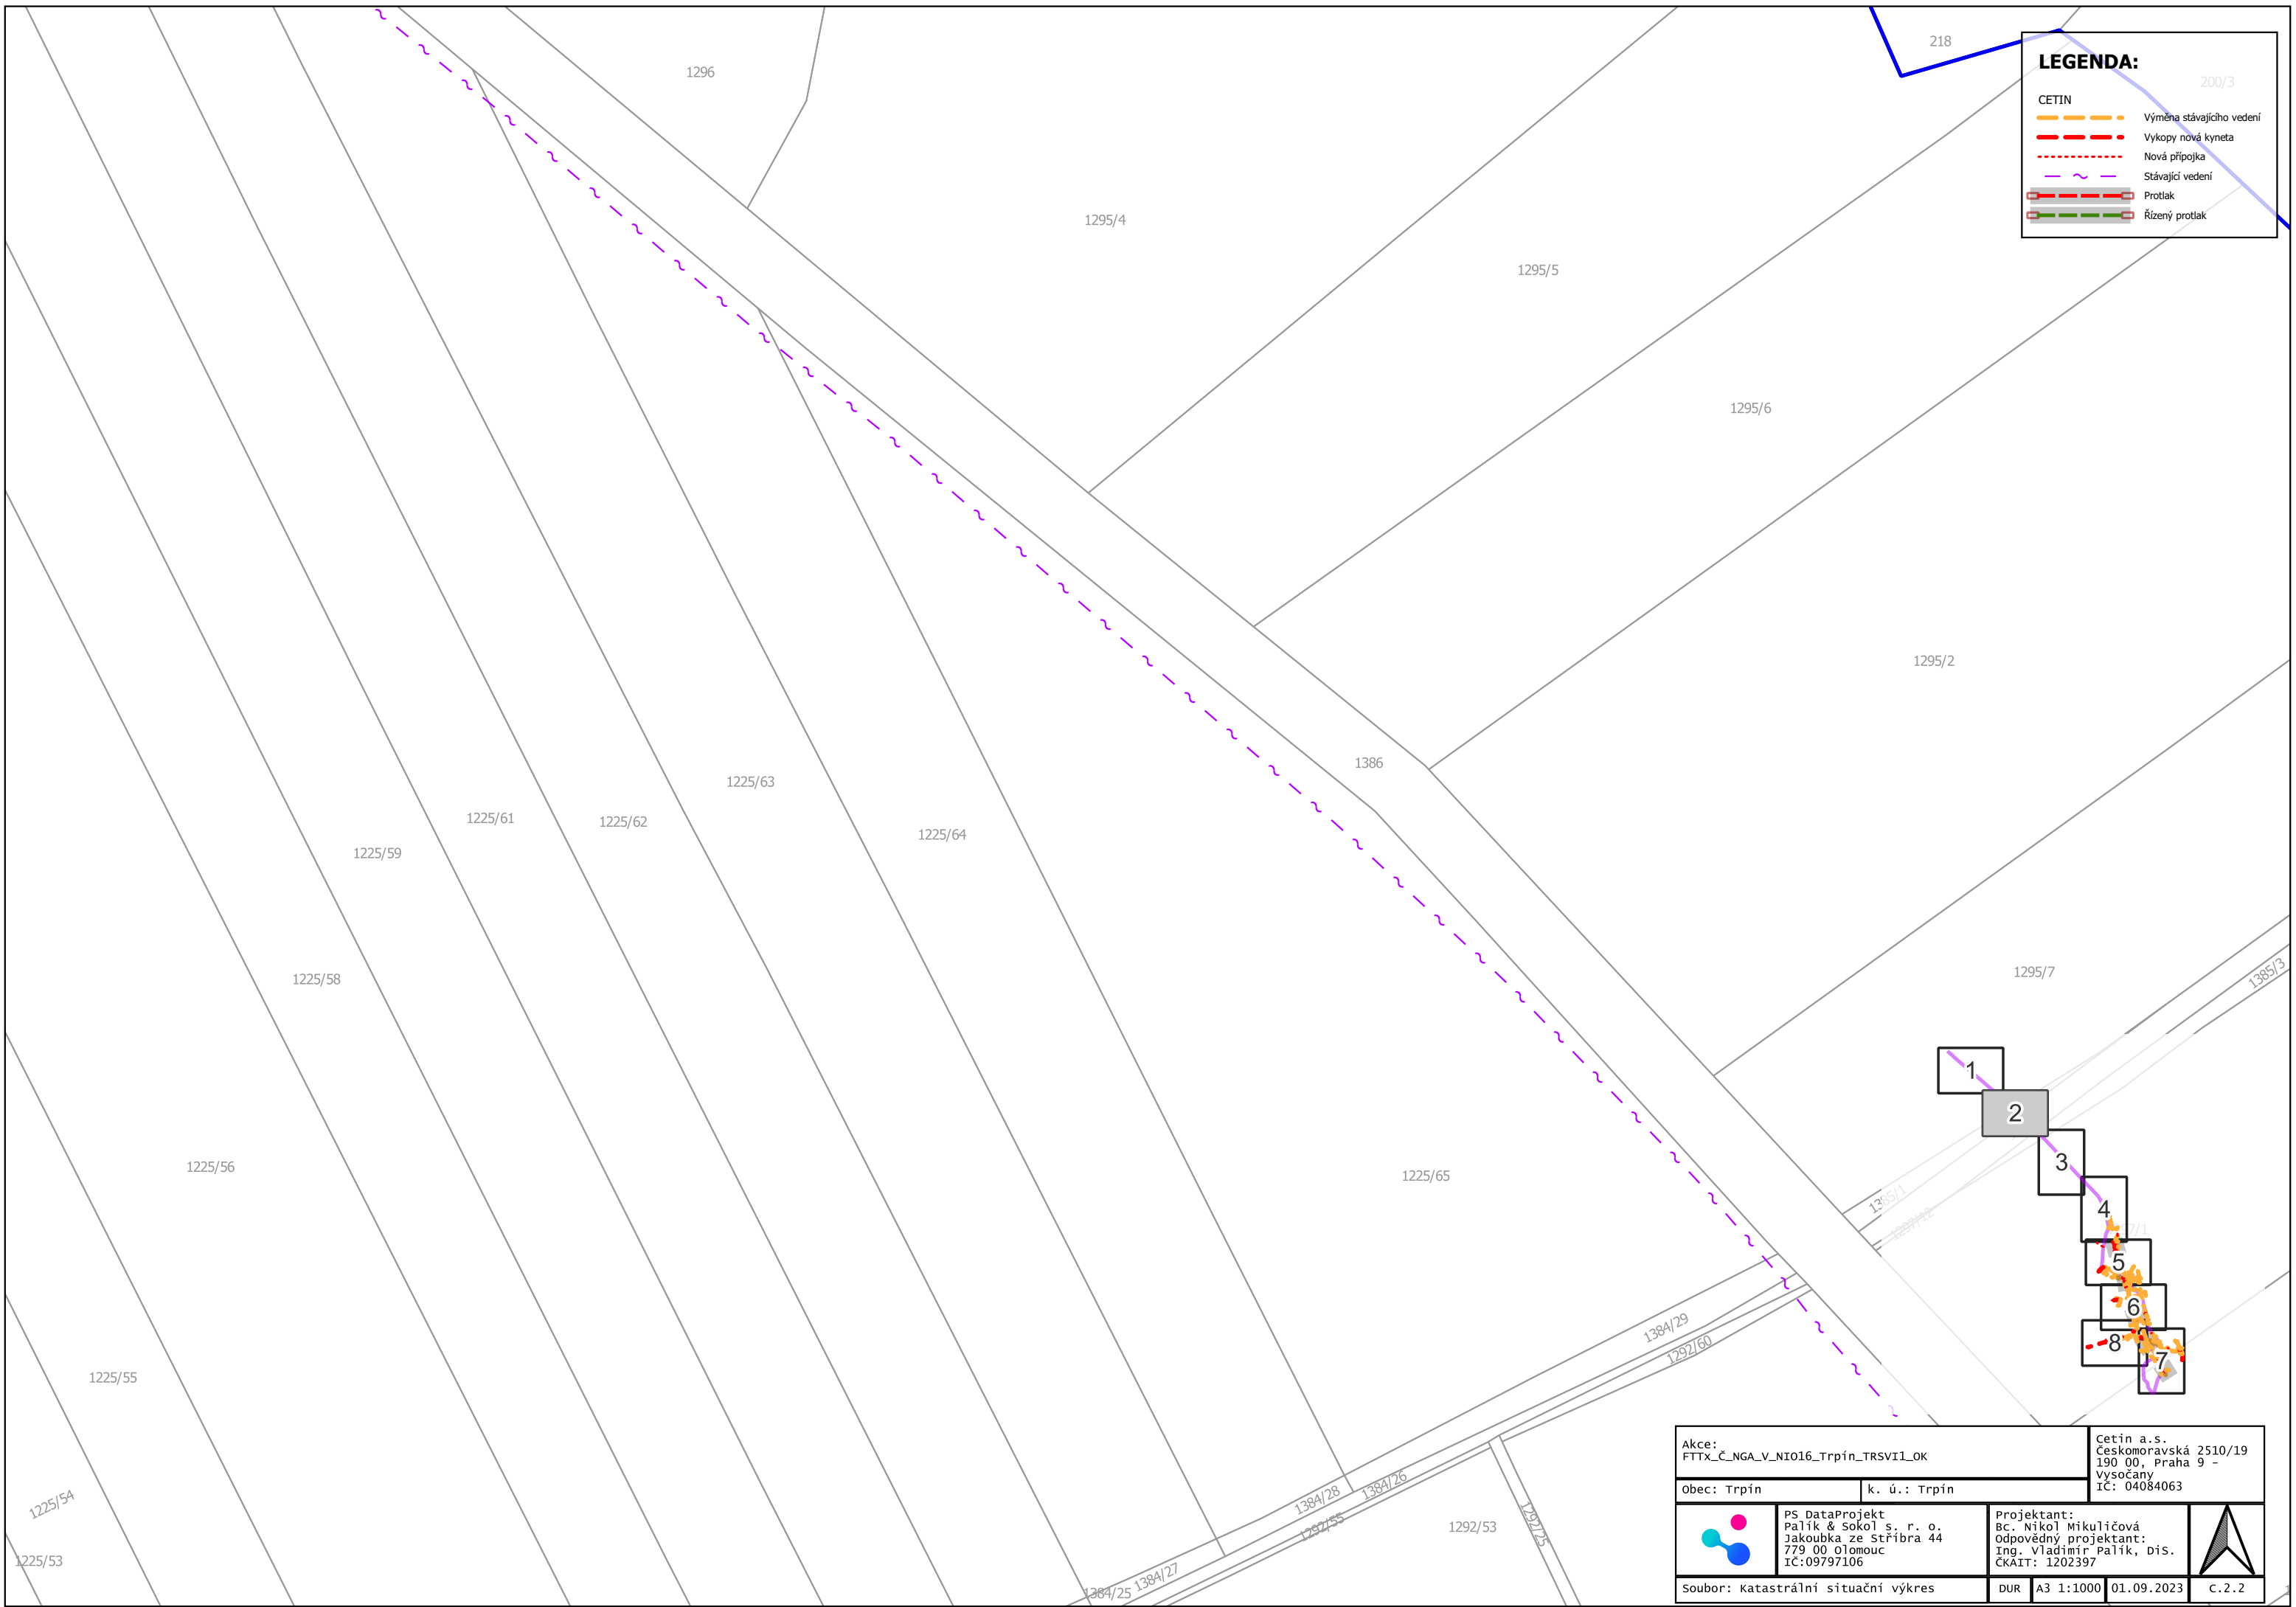 218
1296
200/3
LEGENDA:
CETIN
Výměna stávajícího vedení
Vykopy nová kyneta
Nová přípojka
Stávající vedení
Protlak
Řízený protlak
1295/4
1295/5
1295/6
1295/2
1386
1225/63
1225/61
1225/62
1225/64
1225/59
1225/58
1295/7
1385/3
1225/56
1225/65
1385/1
1297/12
1
2
3
4
5
6
8
7
1384/29
1292/60
1225/55
1225/54
1225/53
1384/28
1384/26
1292/55
1292/53
1292/25
1384/27
1384/25
Akce:
FTTx_Č_NGA_V_NIO16_Trpín_TRSVI1_OK
Cetin a.s.
Českomoravská 2510/19
190 00, Praha 9 -
Vysočany
IČ: 04084063
Obec: Trpín
k. ú.: Trpín
PS DataProjekt
Palík & Sokol s. r. o.
Jakoubka ze Stříbra 44
779 00 Olomouc
IČ:09797106
Projektant:
Bc. Nikol Mikuličová
Odpovědný projektant:
Ing. Vladimír Palík, DiS.
ČKAIT: 1202397
Soubor: Katastrální situační výkres
DUR
A3 1:1000
01.09.2023
C.2.2